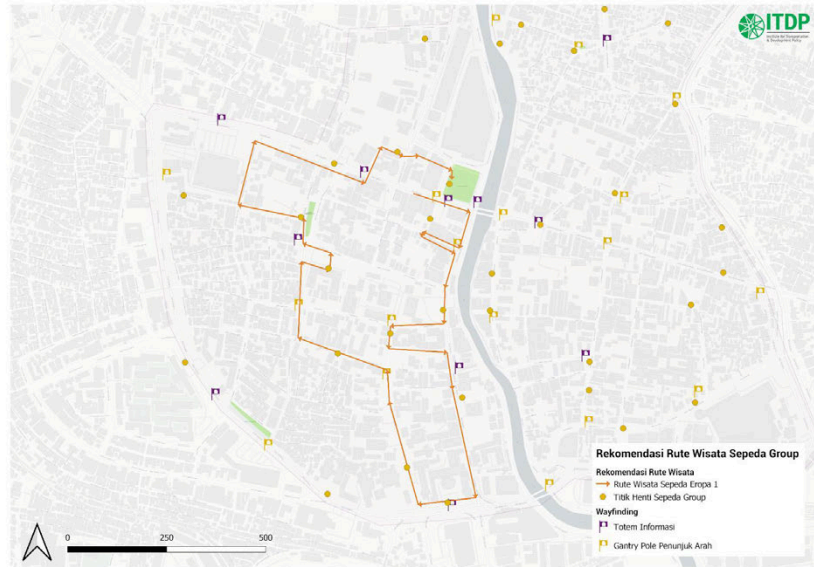 ITDP
Institute for Transportation
& Development Policy
Rekomendasi Rute Wisata Sepeda Group
Rekomendasi Rute Wisata
Rute Wisata Sepeda Eropa 1
Titik Henti Sepeda Group
Wayfinding
Totem Informasi
Gantry Pole Penunjuk Arah
0
250
500